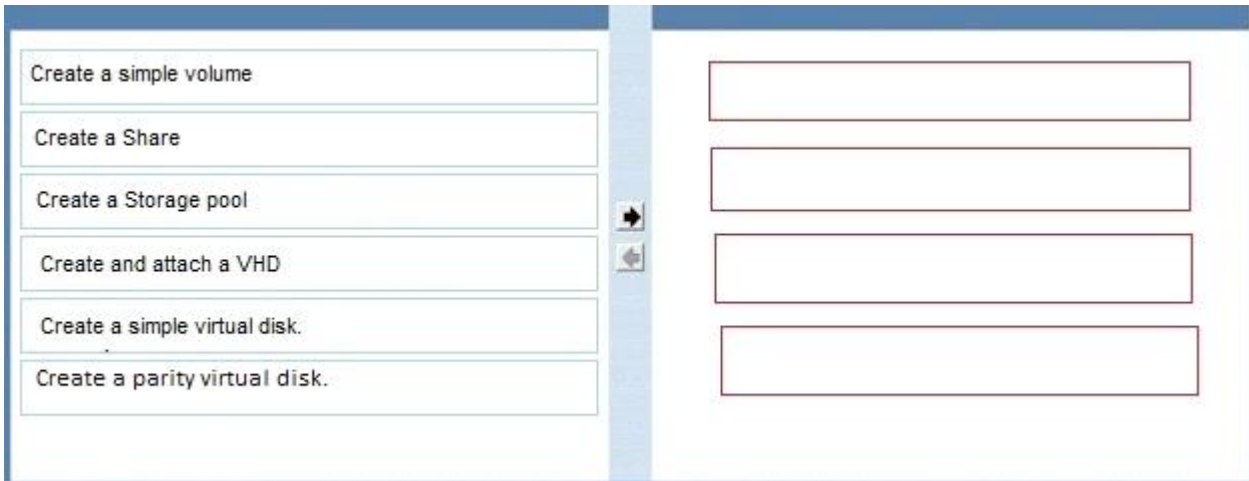 Create a simple volume
Create a Share
Create a Storage pool
Create and attach a VHD
Create a simple virtual disk.
Create a parity virtual disk.